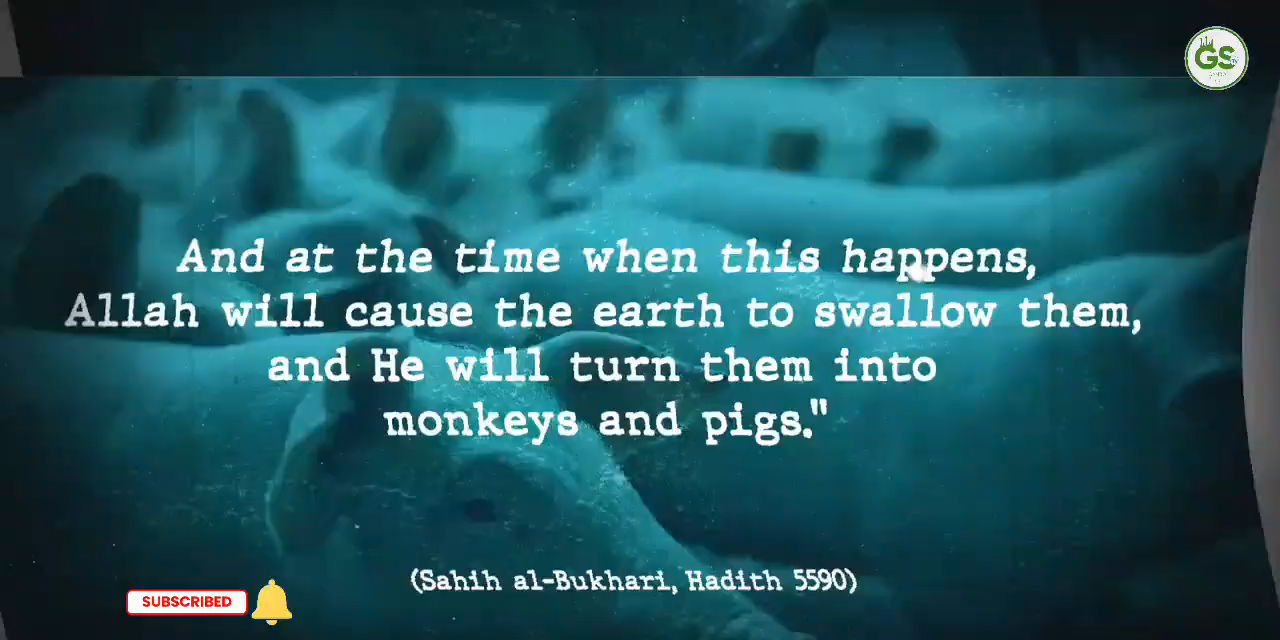 GS
And at the time when this happens,
Allah will cause the earth to swallow them,
and He will turn them into
monkeys and pigs."
(Sahih al-Bukhari, Hadith 5590)
SUBSCRIBED